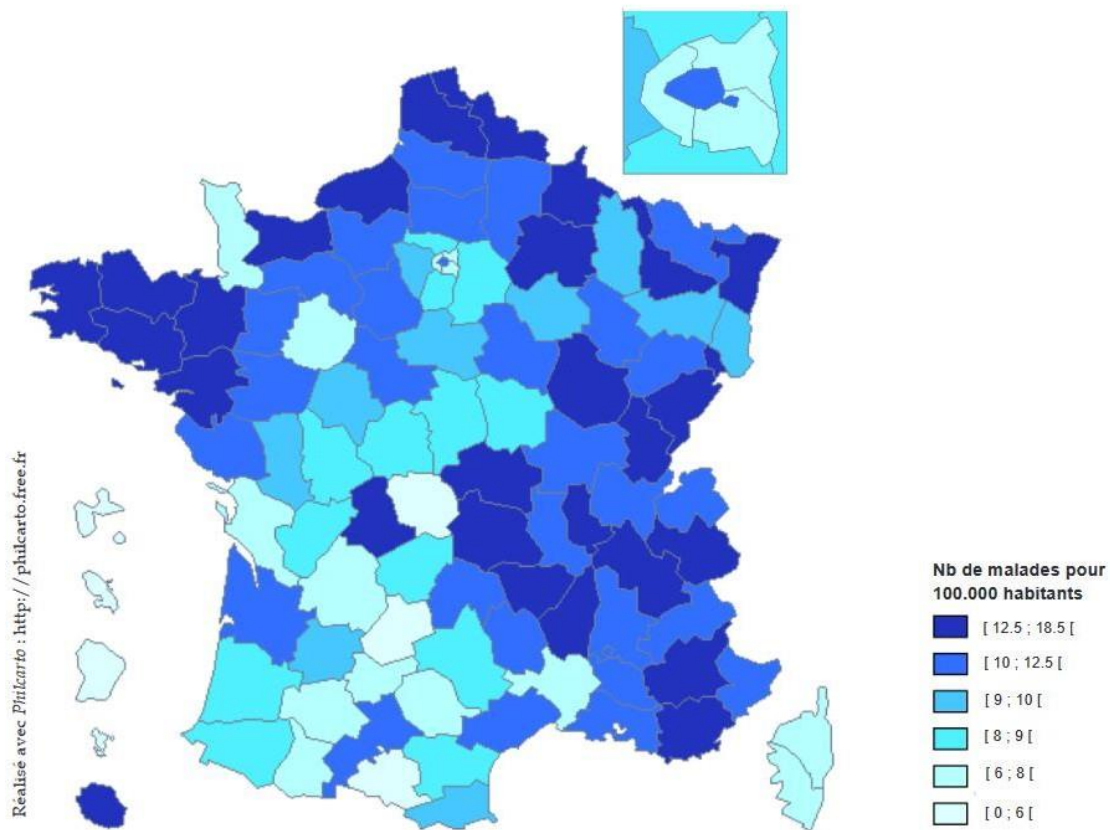 Réalisé avec Philcarto : http://philcarto.free.fr
Nb de malades pour
100.000 habitants
[ 12.5 ; 18.5 [
[ 10 ; 12.5 [
[ 9 ; 10 [
[ 8 ; 9 [
[ 6 ; 8 [
[ 0 ; 6 [